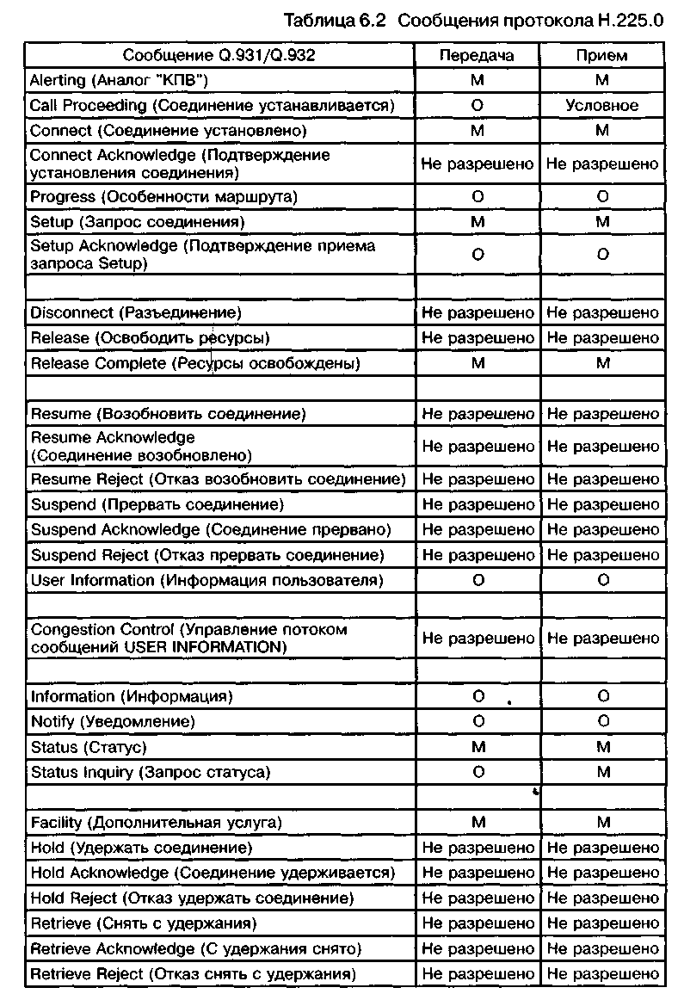 Таблица 6.2 Сообщения протокола H.225.0
Сообщение Q.931/Q.932 Передача Прием
Alerting (Аналог "КПВ") M M
Call Proceeding (Соединение устанавливается) O Условное
Connect (Соединение установлено) M M
Connect Acknowledge (Подтверждение
установления соединения) Не разрешено Не разрешено
Progress (Особенности маршрута) O O
Setup (Запрос соединения) M M
Setup Acknowledge (Подтверждение приема
запроса Setup) O O
Disconnect (Разъединение) Не разрешено Не разрешено
Release (Освободить ресурсы) Не разрешено Не разрешено
Release Complete (Ресурсы освобождены) M M
Resume (Возобновить соединение) Не разрешено Не разрешено
Resume Acknowledge
(Соединение возобновлено) Не разрешено Не разрешено
Resume Reject (Отказ возобновить соединение) Не разрешено Не разрешено
Suspend (Прервать соединение) Не разрешено Не разрешено
Suspend Acknowledge (Соединение прервано) Не разрешено Не разрешено
Suspend Reject (Отказ прервать соединение) Не разрешено Не разрешено
User Information (Информация пользователя) O O
Congestion Control (Управление потоком
сообщений USER INFORMATION) Не разрешено Не разрешено
Information (Информация) O O
Notify (Уведомление) O O
Status (Статус) M M
Status Inquiry (Запрос статуса) O M
Facility (Дополнительная услуга) M M
Hold (Удержать соединение) Не разрешено Не разрешено
Hold Acknowledge (Соединение удерживается) Не разрешено Не разрешено
Hold Reject (Отказ удержать соединение) Не разрешено Не разрешено
Retrieve (Снять с удержания) Не разрешено Не разрешено
Retrieve Acknowledge (С удержания снято) Не разрешено Не разрешено
Retrieve Reject (Отказ снять с удержания) Не разрешено Не разрешено